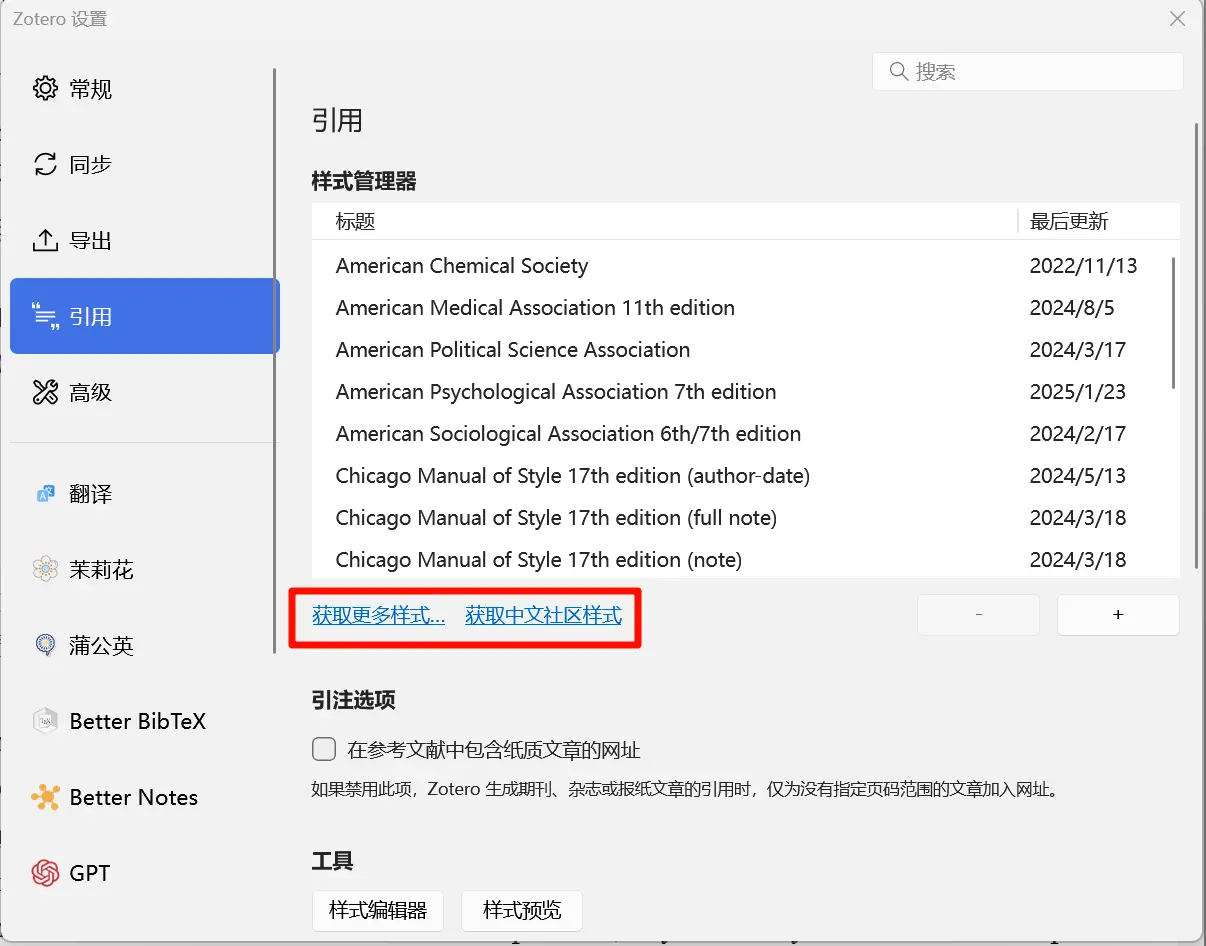 Zotero 设置
常规
同步
导出
引用
高级
翻译
茉莉花
蒲公英
Better BibTeX
Better Notes
GPT
搜索
引用
样式管理器
标题 最后更新
American Chemical Society 2022/11/13
American Medical Association 11th edition 2024/8/5
American Political Science Association 2024/3/17
American Psychological Association 7th edition 2025/1/23
American Sociological Association 6th/7th edition 2024/2/17
Chicago Manual of Style 17th edition (author-date) 2024/5/13
Chicago Manual of Style 17th edition (full note) 2024/3/18
Chicago Manual of Style 17th edition (note) 2024/3/18
获取更多样式... 获取中文社区样式 - +
引注选项
在参考文献中包含纸质文章的网址
如果禁用此项，Zotero 生成期刊、杂志或报纸文章的引用时，仅为没有指定页码范围的文章加入网址。
工具
样式编辑器 样式预览